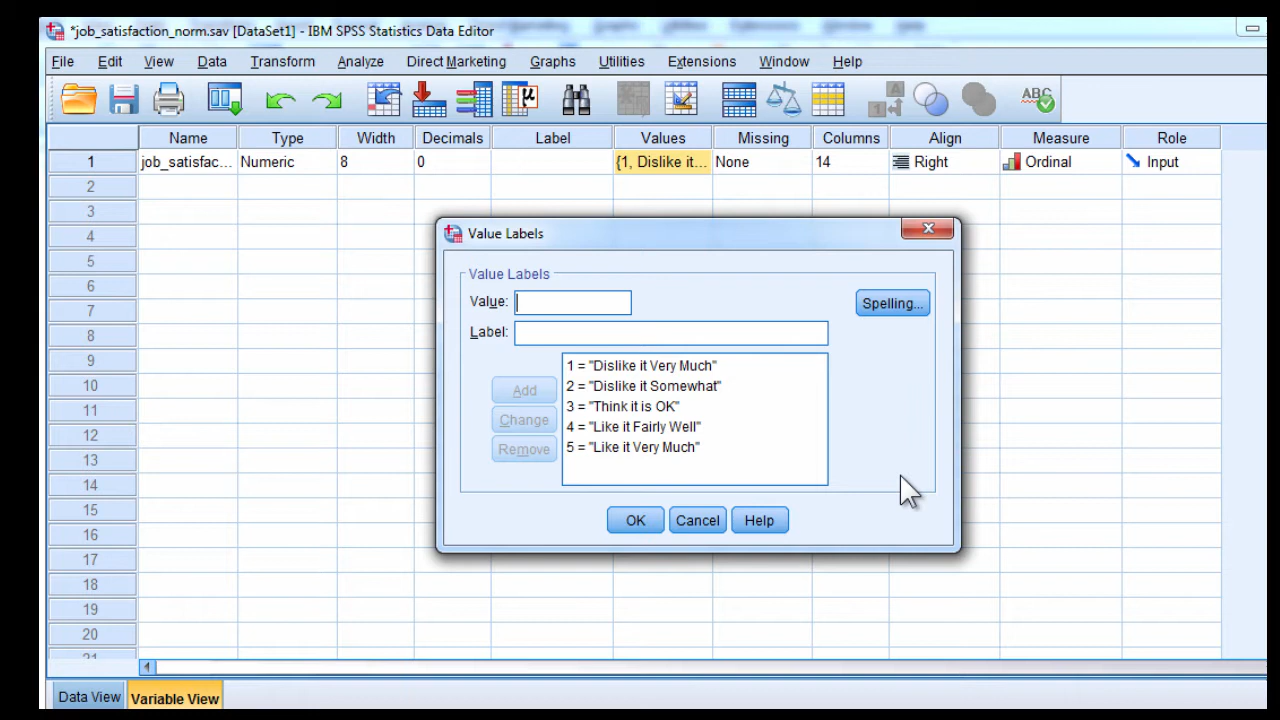 *job_satisfaction_norm.sav [DataSet1] - IBM SPSS Statistics Data Editor
File Edit View Data Transform Analyze Direct Marketing Graphs Utilities Extensions Window Help
μ 1 A ABC
Name Type Width Decimals Label Values Missing Columns Align Measure Role
1 job_satisfac... Numeric 8 0 {1, Dislike it... None 14 Right Ordinal Input
2
3
4
5
6
7
8
9
10
11
12
13
14
15
16
17
18
19
20
21
Value Labels
Value Labels
Value:
Spelling...
Label:
1 = "Dislike it Very Much"
2 = "Dislike it Somewhat"
3 = "Think it is OK"
4 = "Like it Fairly Well"
5 = "Like it Very Much"
Add
Change
Remove
OK Cancel Help
Data View Variable View